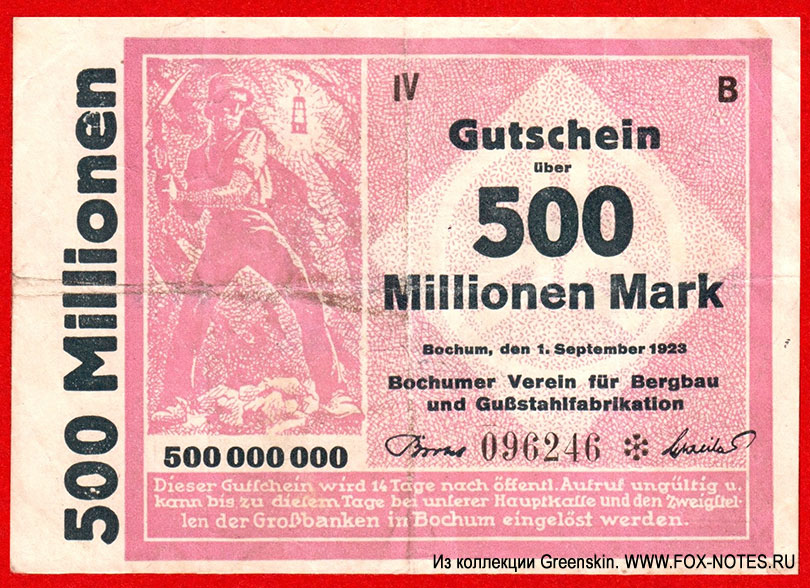 500 Millionen
IV B
Gutschein
über
500
Millionen Mark
Bochum, den 1. September 1923
Bochumer Verein für Bergbau
und Gußstahlfabrikation
096246 ✻
500 000 000
Dieser Gutschein wird 14 Tage nach öffentl. Aufruf ungültig u.
kann bis zu diesem Tage bei unserer Hauptkasse und den Zweigstel-
len der Großbanken in Bochum eingelöst werden.
Из коллекции Greenskin. WWW.FOX-NOTES.RU